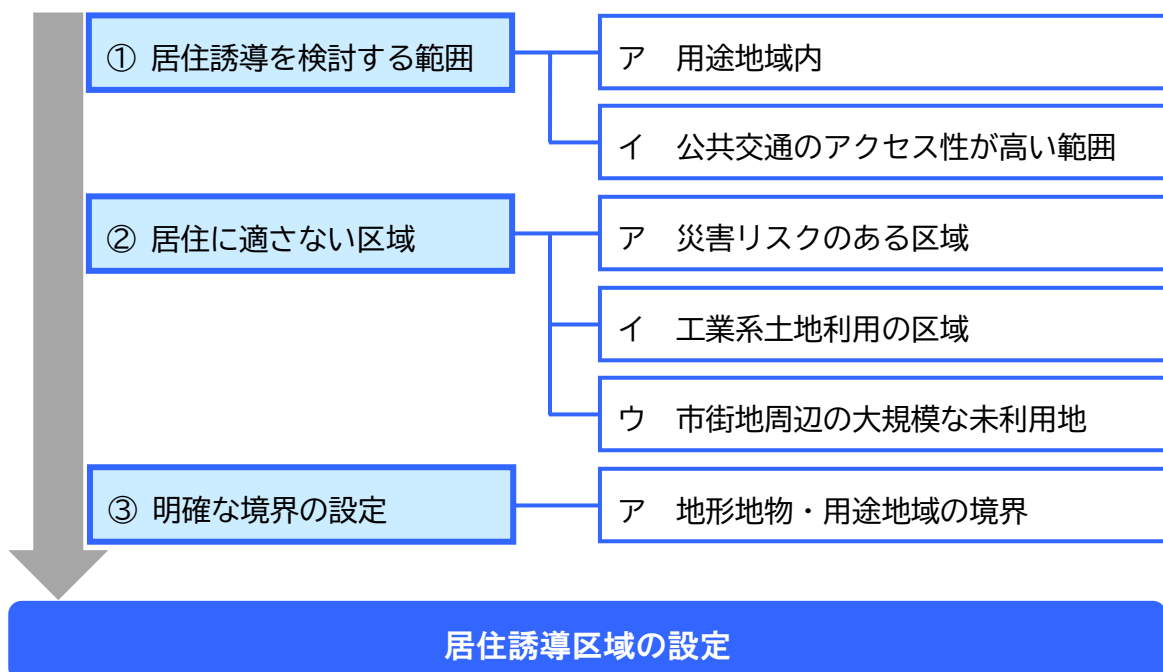 ① 居住誘導を検討する範囲
ア 用途地域内
イ 公共交通のアクセス性が高い範囲
② 居住に適さない区域
ア 災害リスクのある区域
イ 工業系土地利用の区域
ウ 市街地周辺の大規模な未利用地
③ 明確な境界の設定
ア 地形地物・用途地域の境界
居住誘導区域の設定